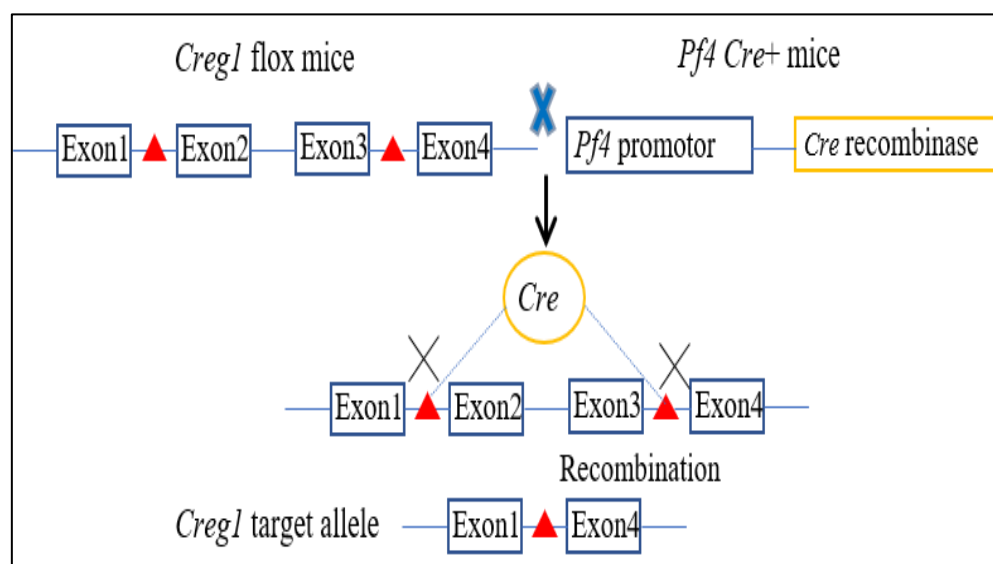 Creg1 flox mice
Pf4 Cre+ mice
Exon1 Exon2 Exon3 Exon4
Pf4 promotor
Cre recombinase
Cre
Exon1 Exon2 Exon3 Exon4
Recombination
Creg1 target allele
Exon1 Exon4